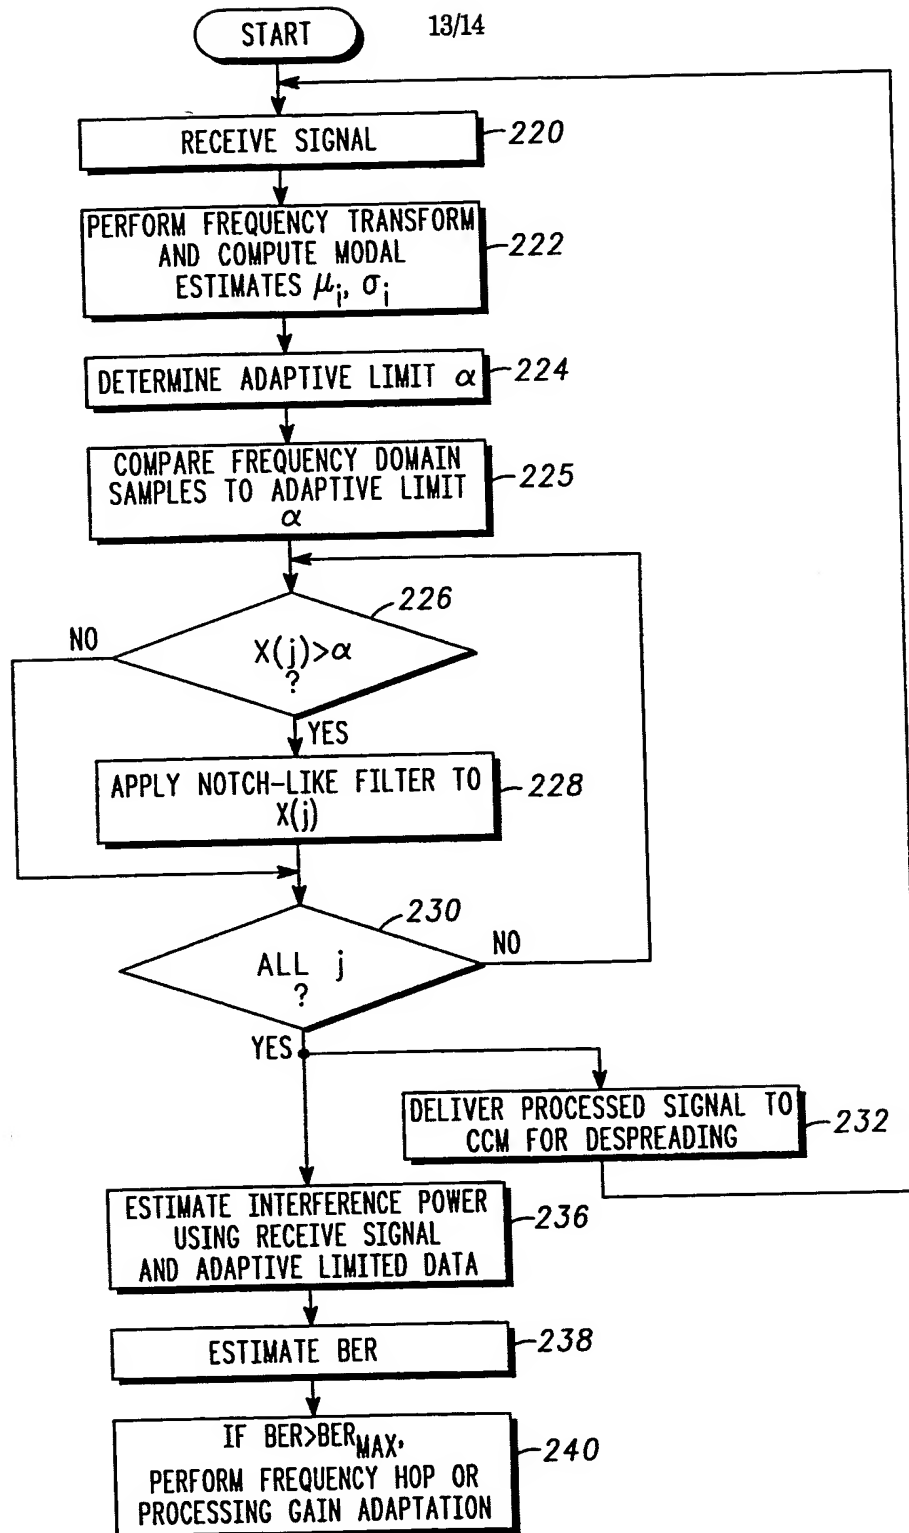 START
13/14
RECEIVE SIGNAL
220
PERFORM FREQUENCY TRANSFORM
AND COMPUTE MODAL
ESTIMATES μi, σi
222
DETERMINE ADAPTIVE LIMIT α
224
COMPARE FREQUENCY DOMAIN
SAMPLES TO ADAPTIVE LIMIT
α
225
226
NO
X(j)>α
?
YES
APPLY NOTCH-LIKE FILTER TO
X(j)
228
230
NO
ALL j
?
YES
DELIVER PROCESSED SIGNAL TO
CCM FOR DESPREADING
232
ESTIMATE INTERFERENCE POWER
USING RECEIVE SIGNAL
AND ADAPTIVE LIMITED DATA
236
ESTIMATE BER
238
IF BER>BERMAX,
PERFORM FREQUENCY HOP OR
PROCESSING GAIN ADAPTATION
240